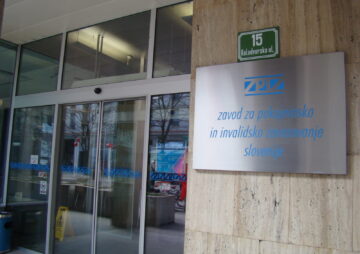 15
Kolodvorska ul.
ZPIZ
zavod za pokojninsko
in invalidsko zavarovanje
slovenije